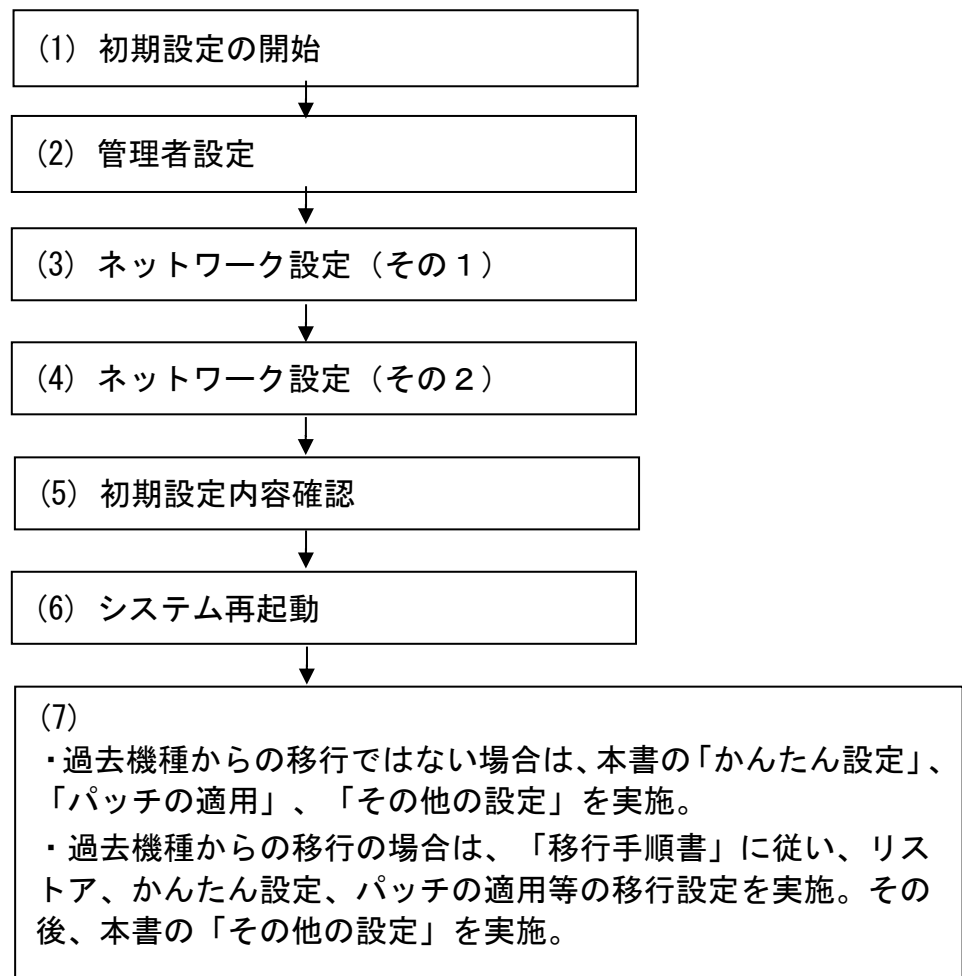 (1) 初期設定の開始
(2) 管理者設定
(3) ネットワーク設定（その１）
(4) ネットワーク設定（その２）
(5) 初期設定内容確認
(6) システム再起動
(7)
・過去機種からの移行ではない場合は、本書の「かんたん設定」、
「パッチの適用」、「その他の設定」を実施。
・過去機種からの移行の場合は、「移行手順書」に従い、リス
トア、かんたん設定、パッチの適用等の移行設定を実施。その
後、本書の「その他の設定」を実施。